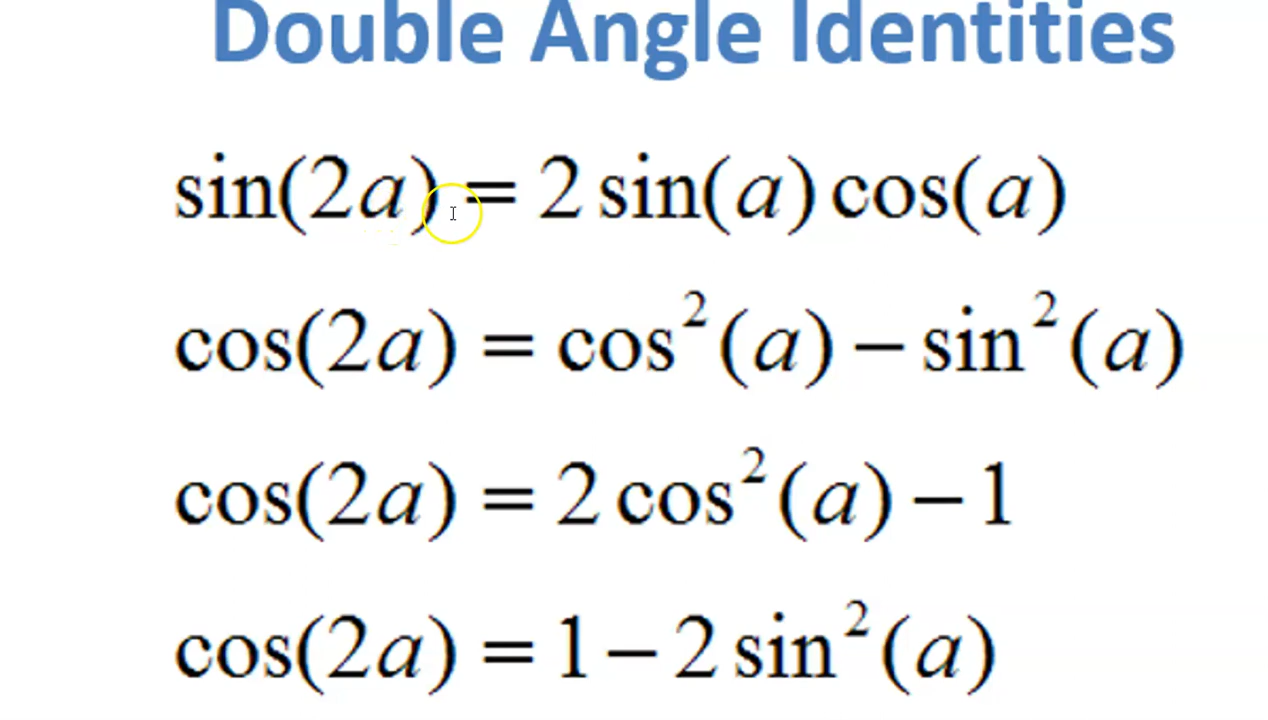 Double Angle Identities
sin(2a) = 2 sin(a) cos(a)
cos(2a) = cos²(a) − sin²(a)
cos(2a) = 2 cos²(a) − 1
cos(2a) = 1 − 2 sin²(a)